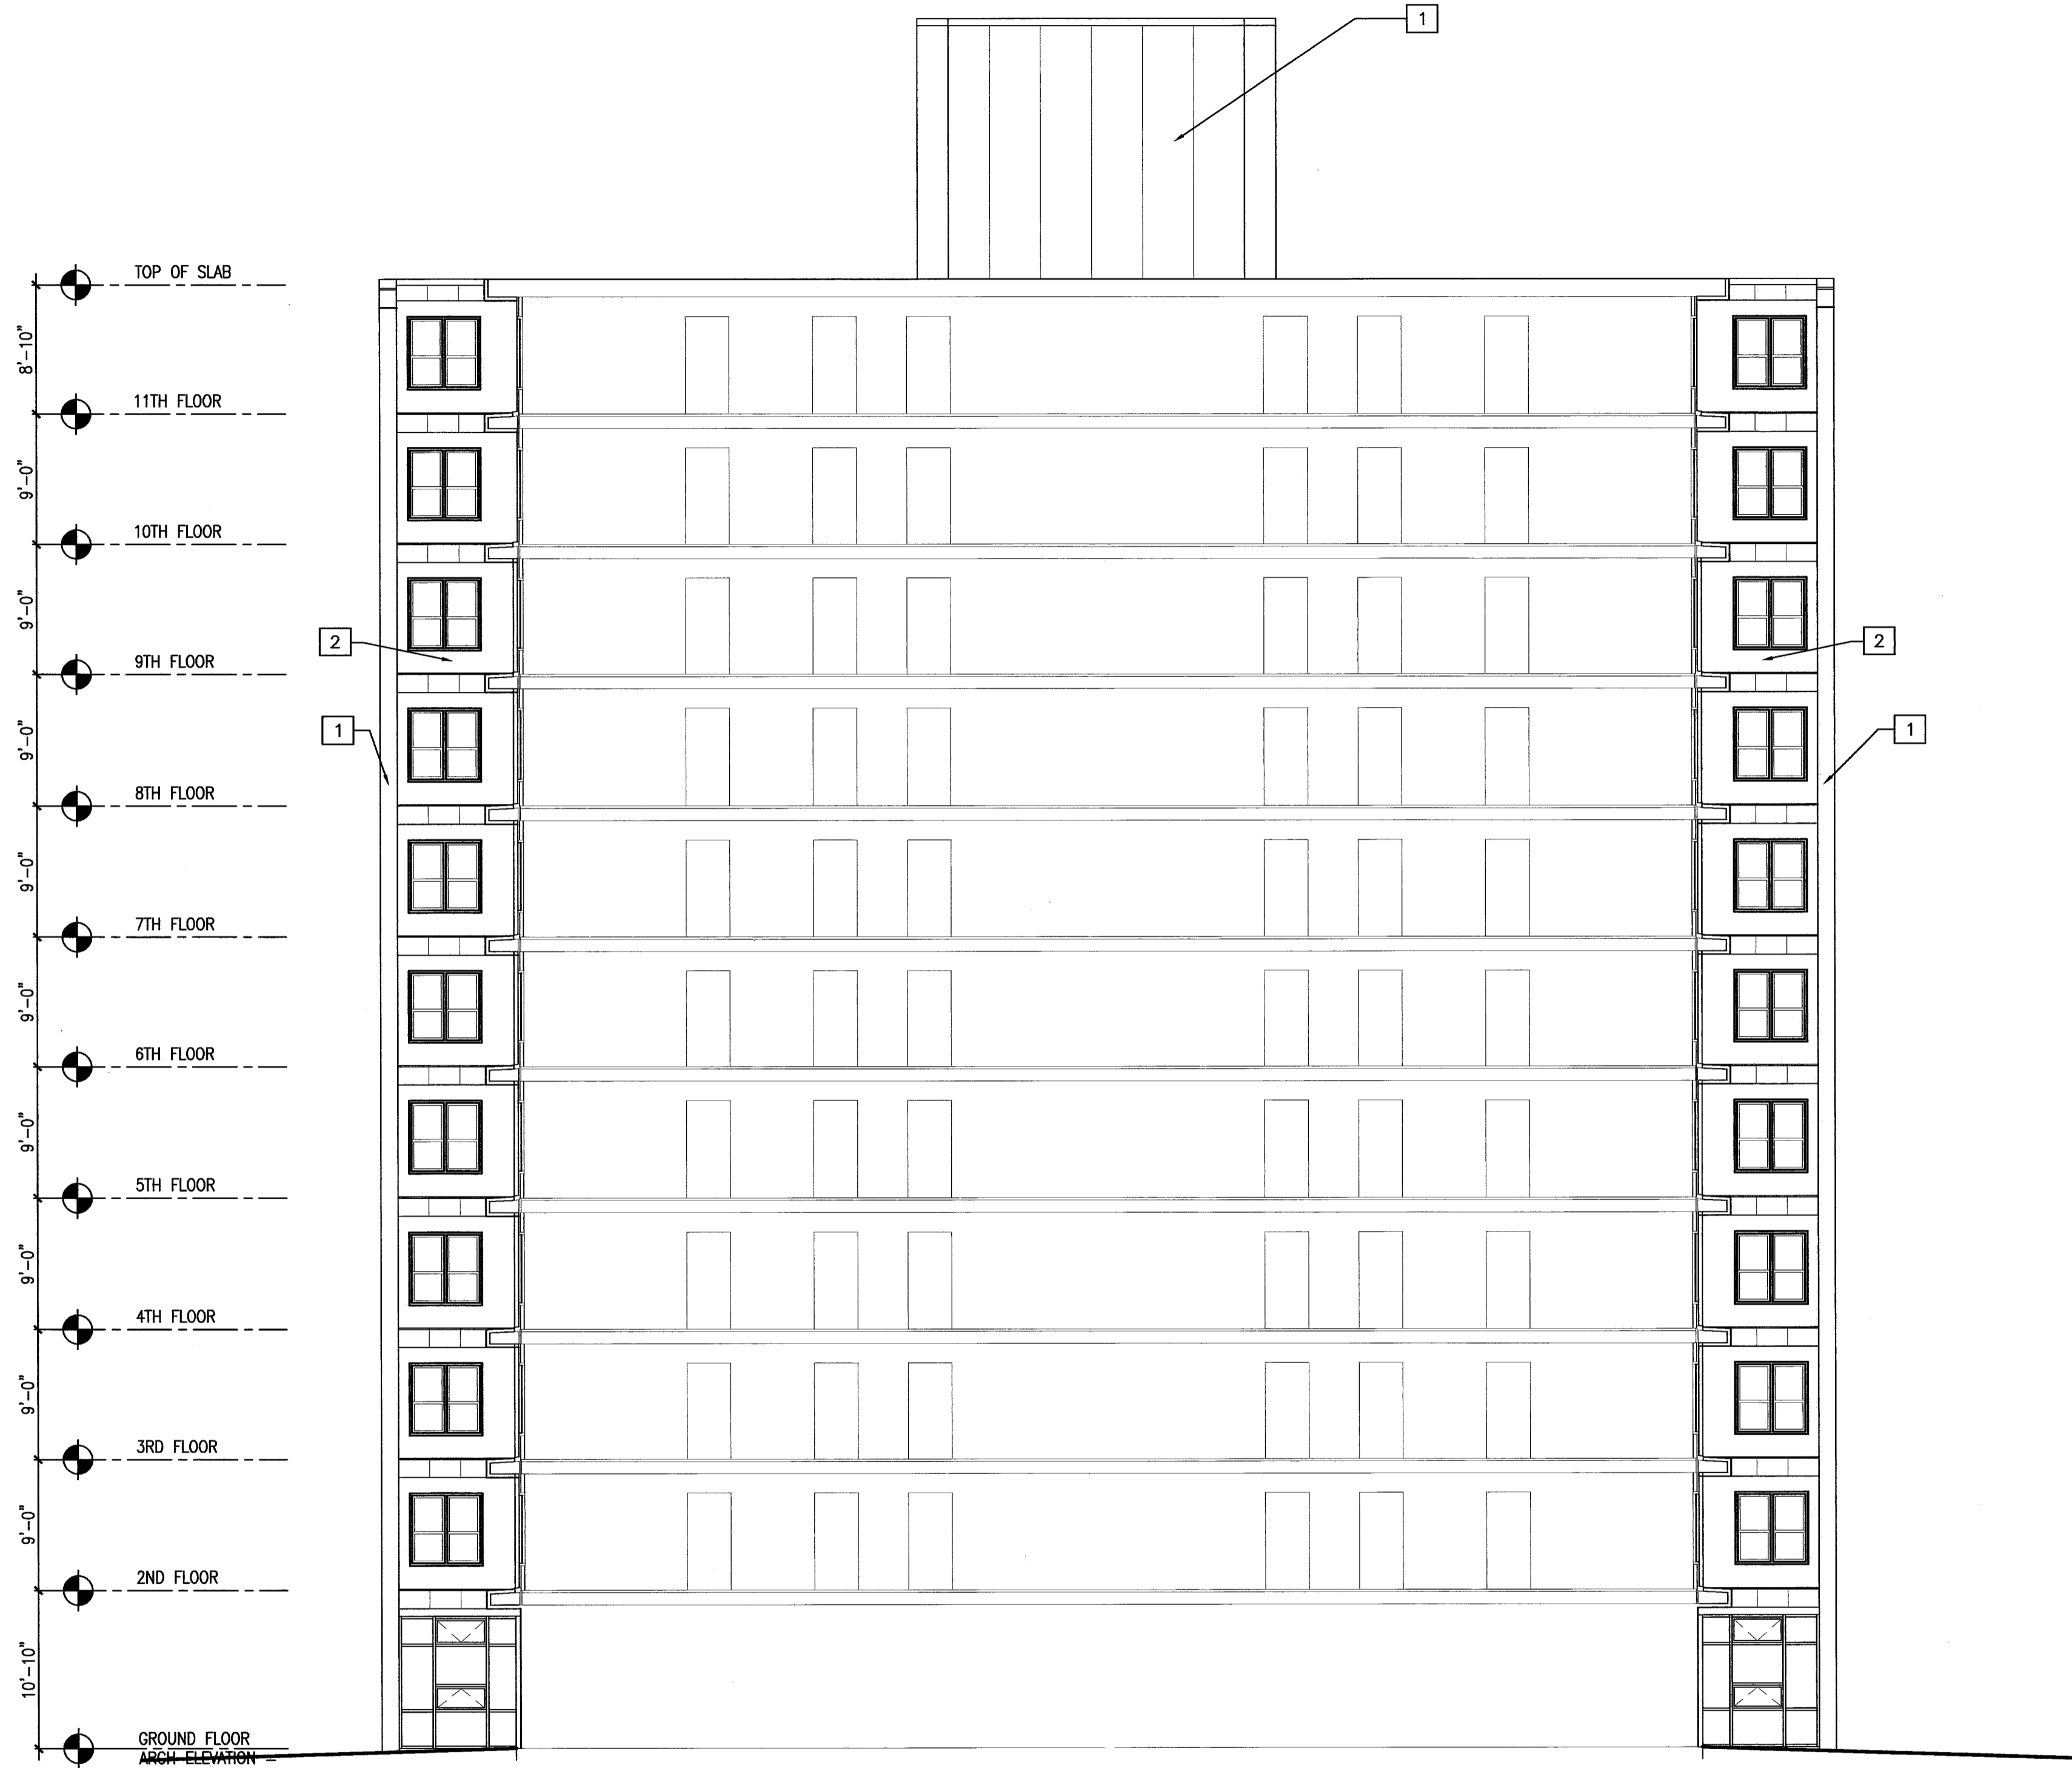 1
TOP OF SLAB
8'-10"
11TH FLOOR
9'-0"
10TH FLOOR
9'-0"
2
2
9TH FLOOR
1
1
9'-0"
8TH FLOOR
9'-0"
7TH FLOOR
9'-0"
6TH FLOOR
9'-0"
5TH FLOOR
9'-0"
4TH FLOOR
9'-0"
3RD FLOOR
9'-0"
2ND FLOOR
10'-10"
GROUND FLOOR
ARCH ELEVATION